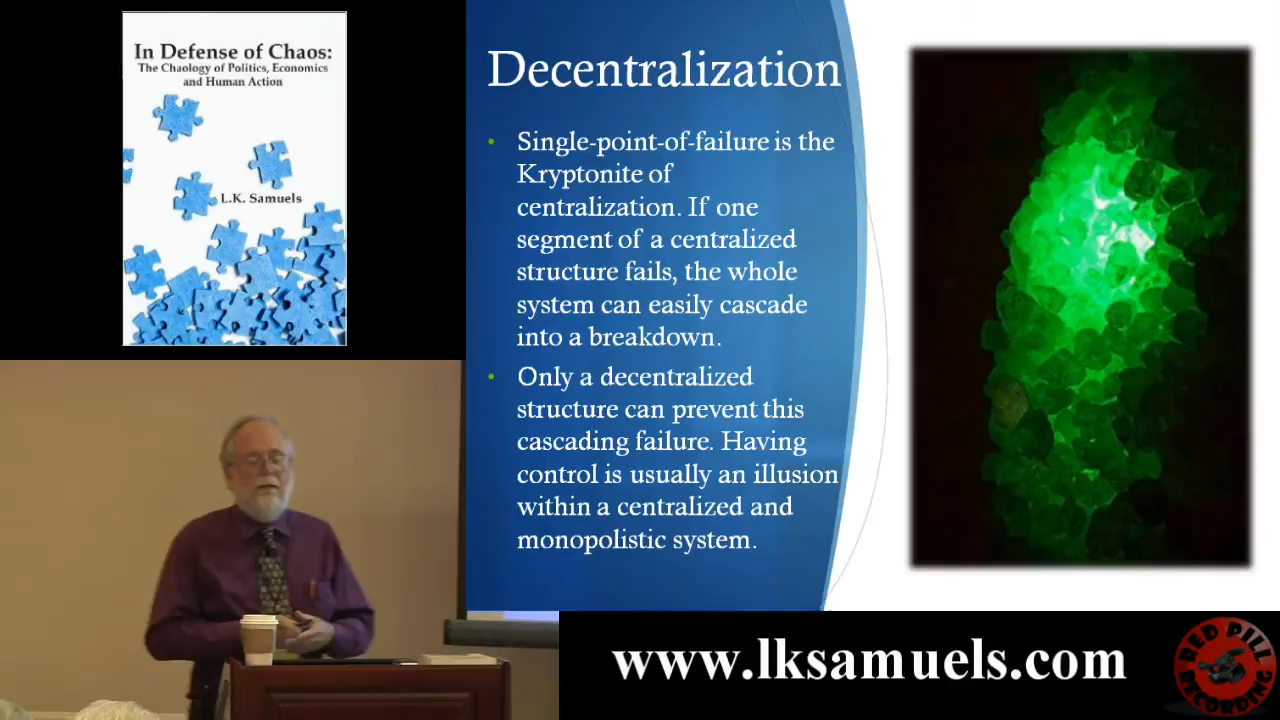 In Defense of Chaos:
The Chaology of Politics, Economics
and Human Action
L.K. Samuels
Decentralization
• Single-point-of-failure is the
Kryptonite of
centralization. If one
segment of a centralized
structure fails, the whole
system can easily cascade
into a breakdown.
• Only a decentralized
structure can prevent this
cascading failure. Having
control is usually an illusion
within a centralized and
monopolistic system.
www.lksamuels.com
RED PILL
RECORDING